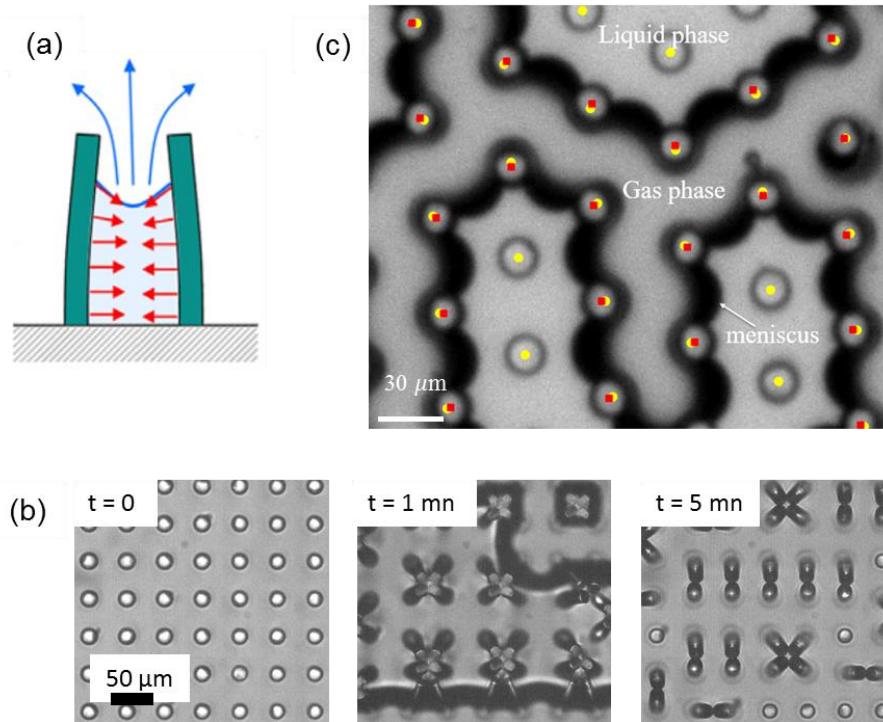 (a)
(c)
Liquid phase
Gas phase
meniscus
30 µm
(b)
t = 0
t = 1 mn
t = 5 mn
50 µm